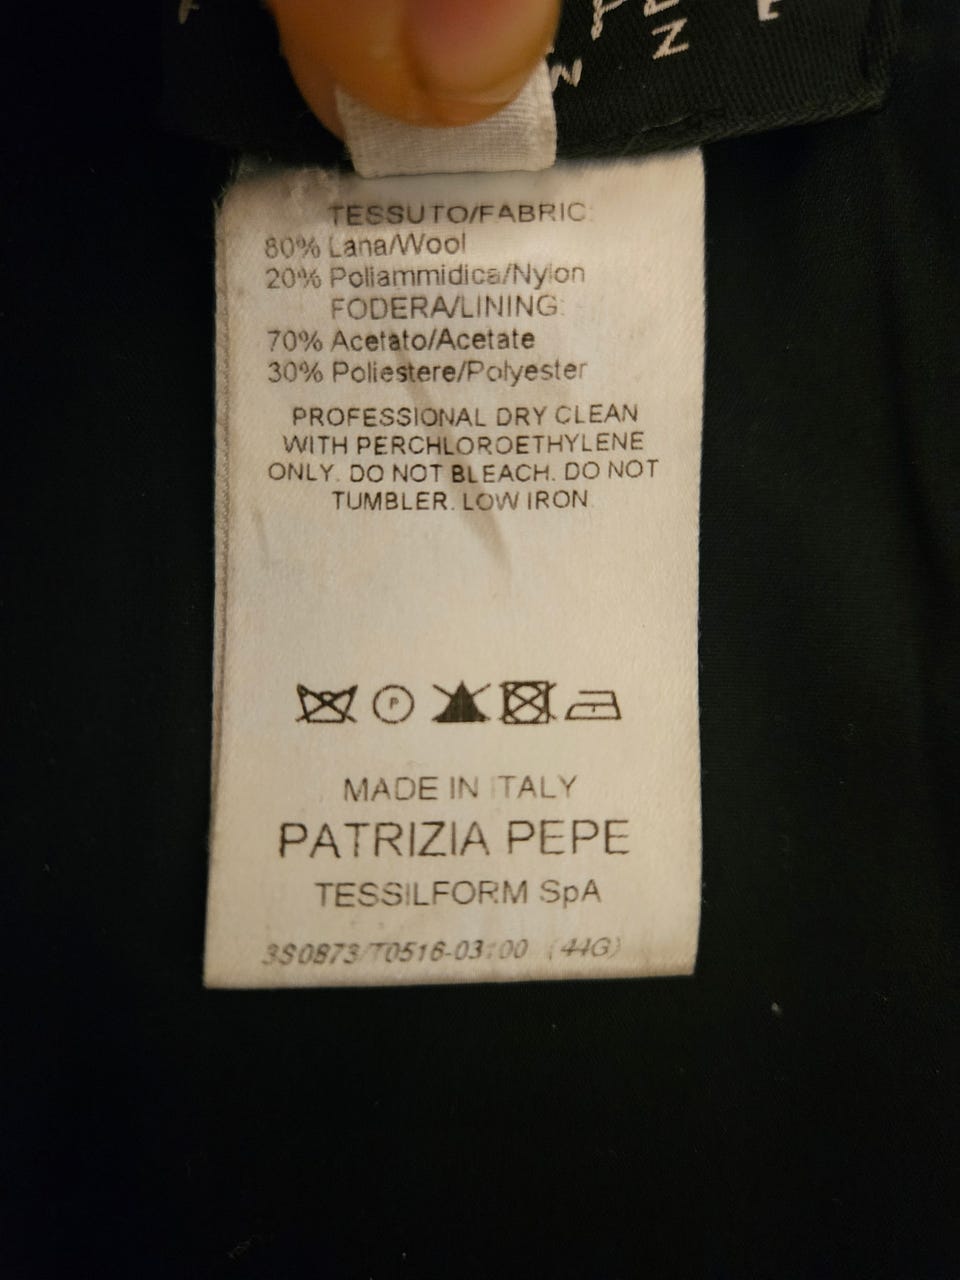 TESSUTO/FABRIC:
80% Lana/Wool
20% Poliammidica/Nylon
FODERA/LINING:
70% Acetato/Acetate
30% Poliestere/Polyester
PROFESSIONAL DRY CLEAN
WITH PERCHLOROETHYLENE
ONLY. DO NOT BLEACH. DO NOT
TUMBLER. LOW IRON.
P
MADE IN ITALY
PATRIZIA PEPE
TESSILFORM SpA
3S0873/T0516-03100 (44G)